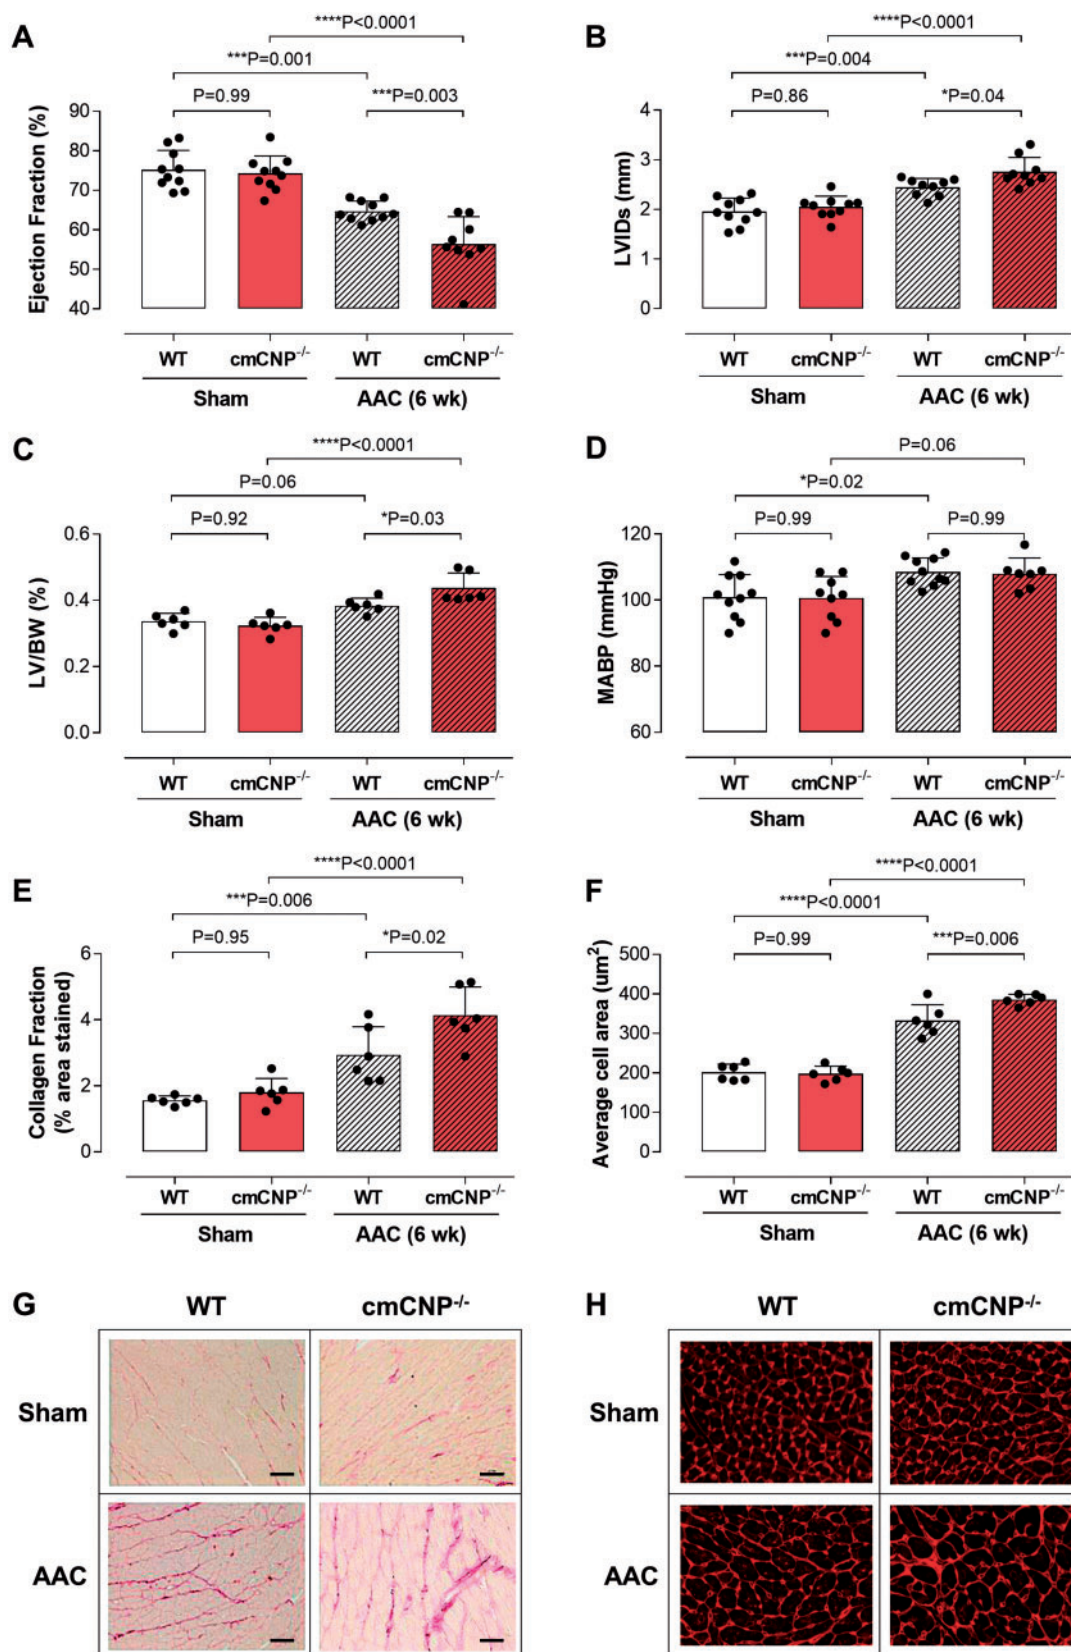 A
****P<0.0001
***P=0.001
P=0.99
***P=0.003
Ejection Fraction (%)
90
80
70
60
50
40
WT
cmCNP-/-
WT
cmCNP-/-
Sham
AAC (6 wk)
B
****P<0.0001
***P=0.004
P=0.86
*P=0.04
LVIDs (mm)
4
3
2
1
0
WT
cmCNP-/-
WT
cmCNP-/-
Sham
AAC (6 wk)
C
****P<0.0001
P=0.06
P=0.92
*P=0.03
LV/BW (%)
0.6
0.4
0.2
0.0
WT
cmCNP-/-
WT
cmCNP-/-
Sham
AAC (6 wk)
D
P=0.06
*P=0.02
P=0.99
P=0.99
MABP (mmHg)
120
100
80
60
WT
cmCNP-/-
WT
cmCNP-/-
Sham
AAC (6 wk)
E
****P<0.0001
***P=0.006
P=0.95
*P=0.02
Collagen Fraction
(% area stained)
6
4
2
0
WT
cmCNP-/-
WT
cmCNP-/-
Sham
AAC (6 wk)
F
****P<0.0001
****P<0.0001
P=0.99
***P=0.006
Average cell area (um²)
500
400
300
200
100
0
WT
cmCNP-/-
WT
cmCNP-/-
Sham
AAC (6 wk)
G
WT
cmCNP-/-
Sham
AAC
H
WT
cmCNP-/-
Sham
AAC